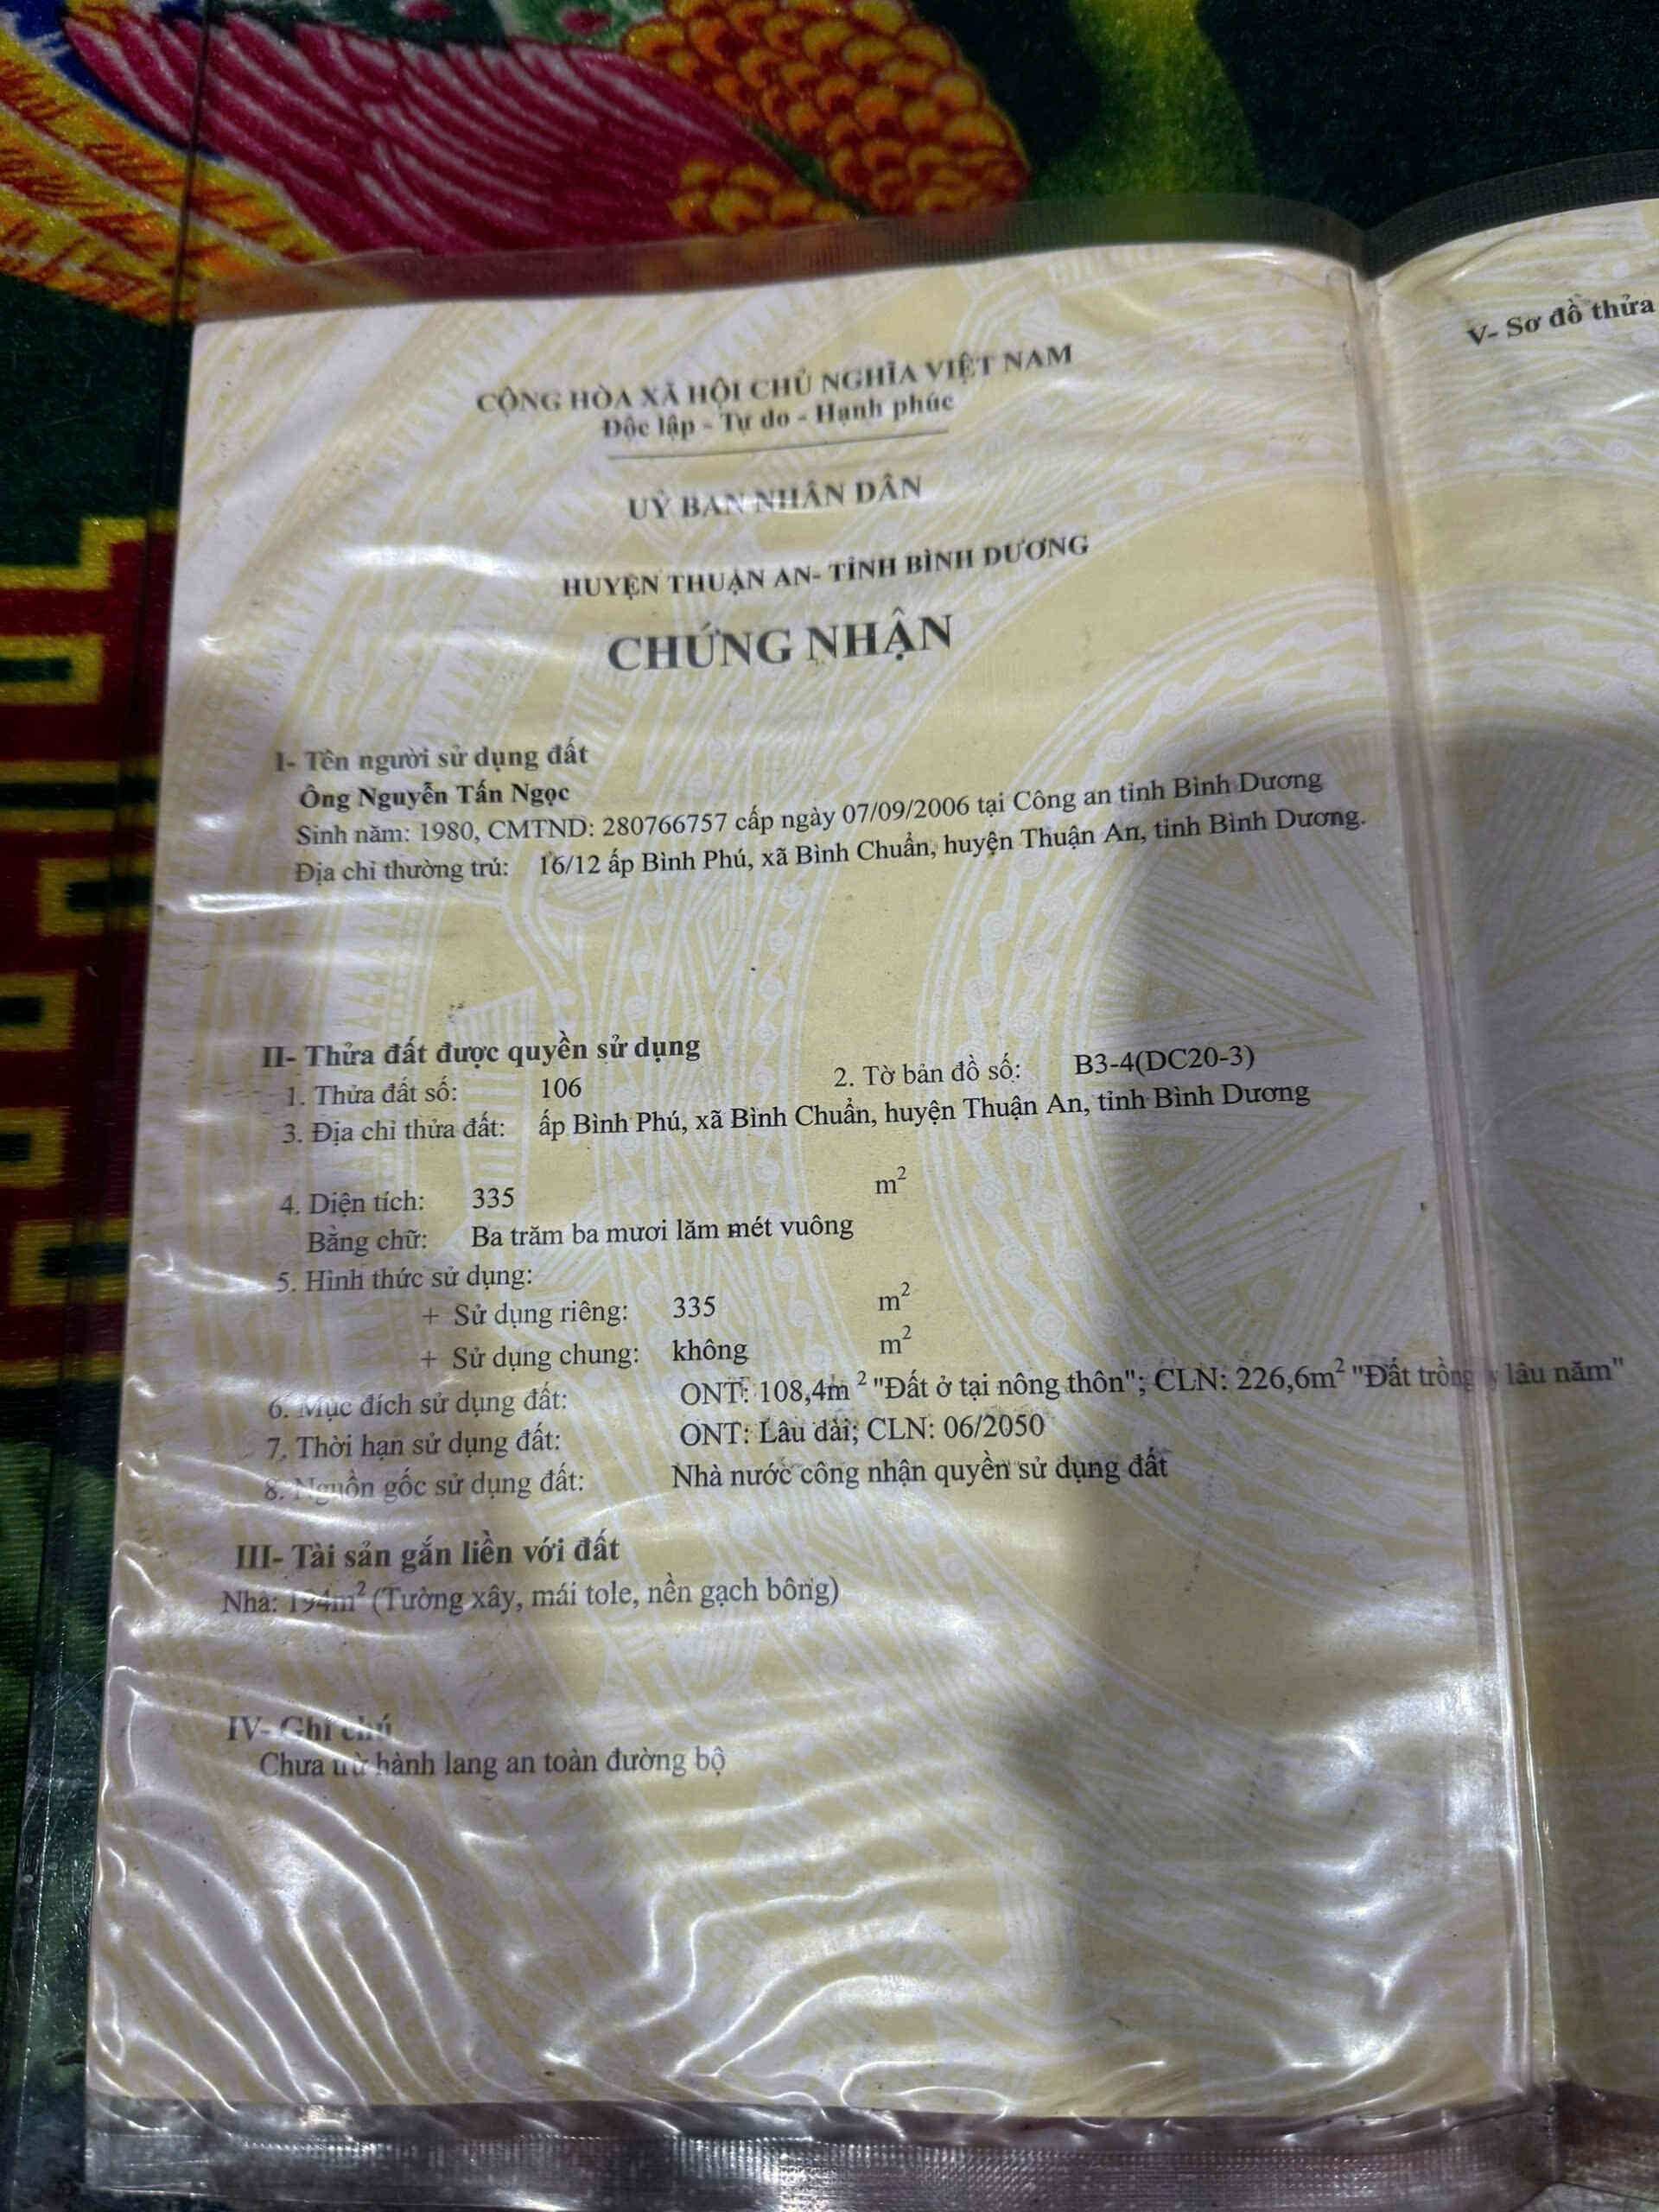 CỘNG HÒA XÃ HỘI CHỦ NGHĨA VIỆT NAM
Độc lập - Tự do - Hạnh phúc
UỶ BAN NHÂN DÂN
HUYỆN THUẬN AN- TỈNH BÌNH DƯƠNG
CHỨNG NHẬN
I- Tên người sử dụng đất
Ông Nguyễn Tấn Ngọc
Sinh năm: 1980, CMTND: 280766757 cấp ngày 07/09/2006 tại Công an tỉnh Bình Dương
Địa chỉ thường trú: 16/12 ấp Bình Phú, xã Bình Chuẩn, huyện Thuận An, tỉnh Bình Dương.
II- Thửa đất được quyền sử dụng
1. Thửa đất số: 106 2. Tờ bản đồ số: B3-4(DC20-3)
3. Địa chỉ thửa đất: ấp Bình Phú, xã Bình Chuẩn, huyện Thuận An, tỉnh Bình Dương
4. Diện tích: 335 m²
Bằng chữ: Ba trăm ba mươi lăm mét vuông
5. Hình thức sử dụng:
+ Sử dụng riêng: 335 m²
+ Sử dụng chung: không m²
6. Mục đích sử dụng đất: ONT: 108,4m² "Đất ở tại nông thôn"; CLN: 226,6m² "Đất trồng lâu năm"
7. Thời hạn sử dụng đất: ONT: Lâu dài; CLN: 06/2050
8. Nguồn gốc sử dụng đất: Nhà nước công nhận quyền sử dụng đất
III- Tài sản gắn liền với đất
Nhà: 194m² (Tường xây, mái tole, nền gạch bông)
IV- Ghi chú
Chưa trừ hành lang an toàn đường bộ
V- Sơ đồ thửa